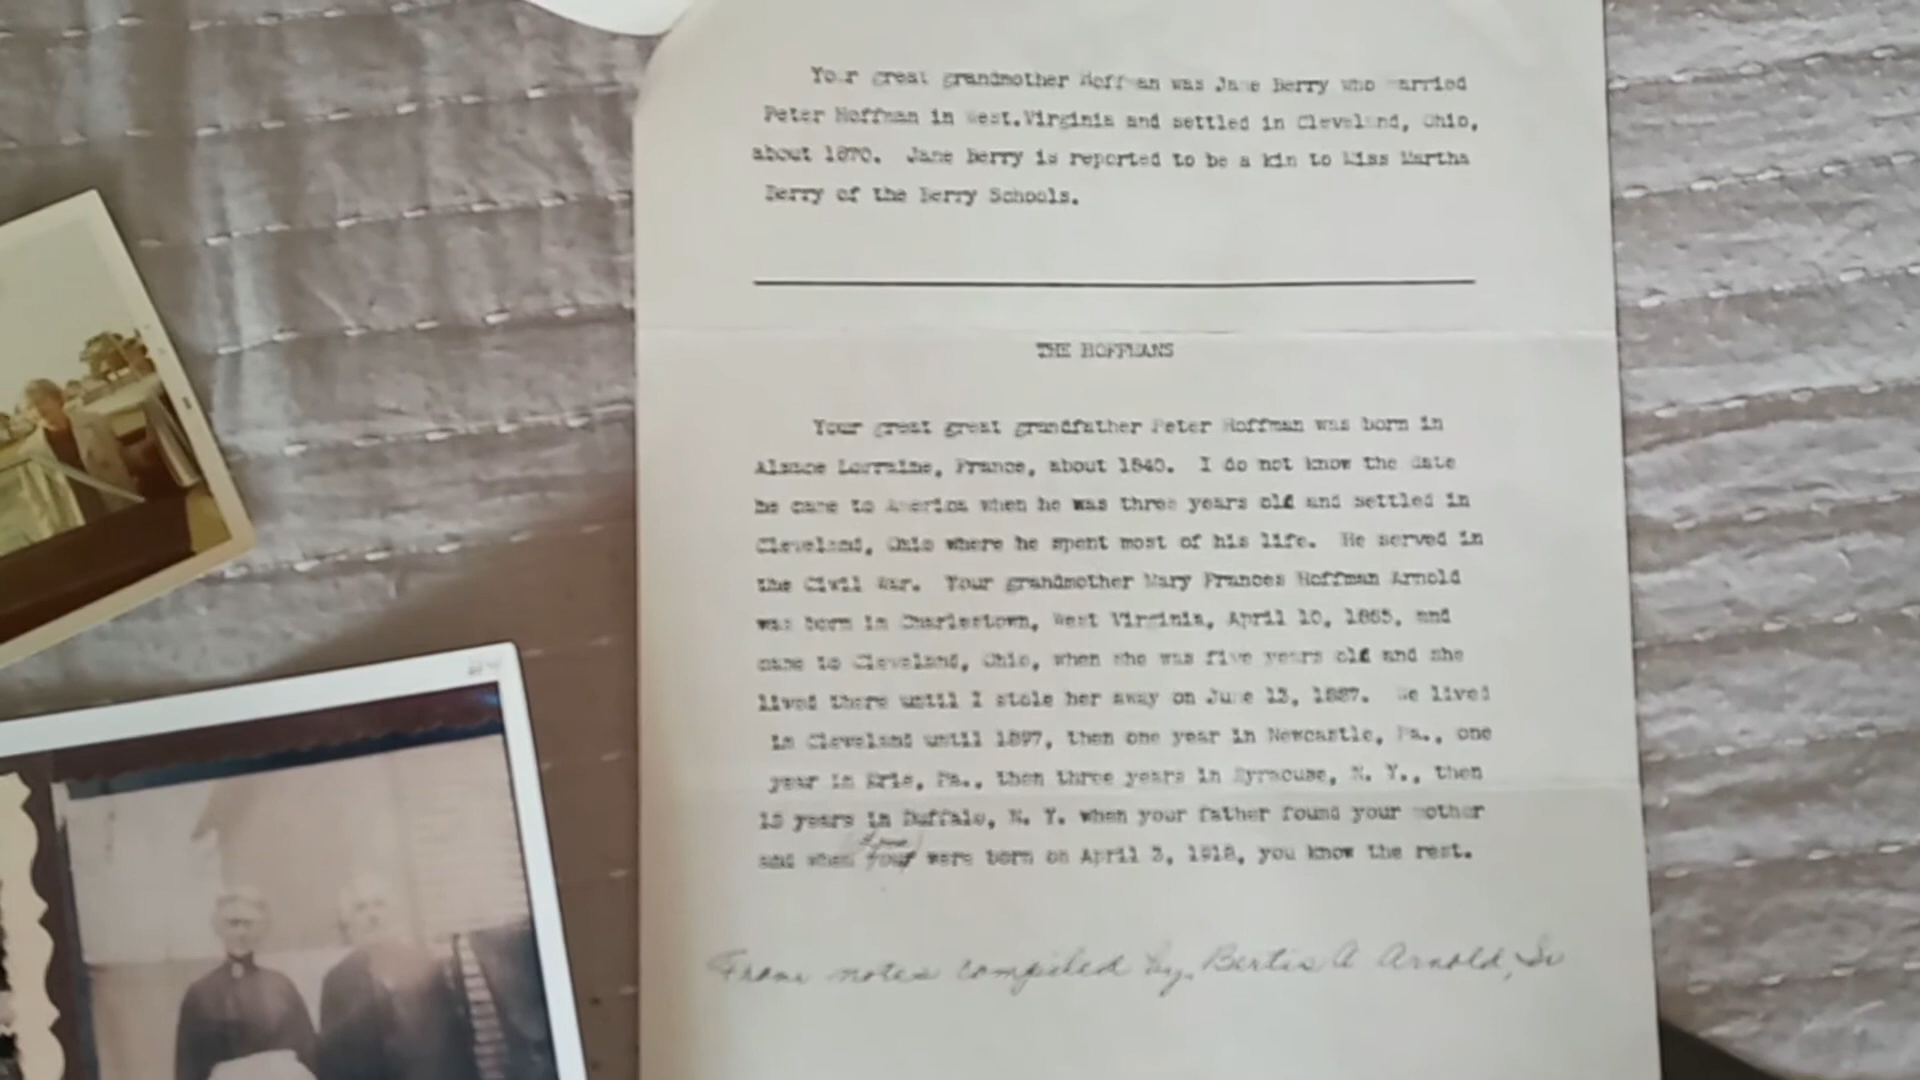 Your great grandmother Hoffman was Jane Berry who married
Peter Hoffman in West.Virginia and settled in Cleveland, Ohio,
about 1870. Jane Berry is reported to be a kin to Miss Martha
Berry of the Berry Schools.
THE HOFFMANS
Your great great grandfather Peter Hoffman was born in
Alsace Lorraine, France, about 1840. I do not know the date
he came to America when he was three years old and settled in
Cleveland, Ohio where he spent most of his life. He served in
the Civil War. Your grandmother Mary Frances Hoffman Arnold
was born in Charlestown, West Virginia, April 10, 1865, and
came to Cleveland, Ohio, when she was five years old and she
lived there until I stole her away on June 13, 1887. We lived
in Cleveland until 1897, then one year in Newcastle, Pa., one
year in Erie, Pa., then three years in Syracuse, N. Y., then
years in Buffalo, N. Y. when your father found your mother
and when were born on April 3, 1918, you know the rest.
From notes compiled by Bertis A Arnold, Sr